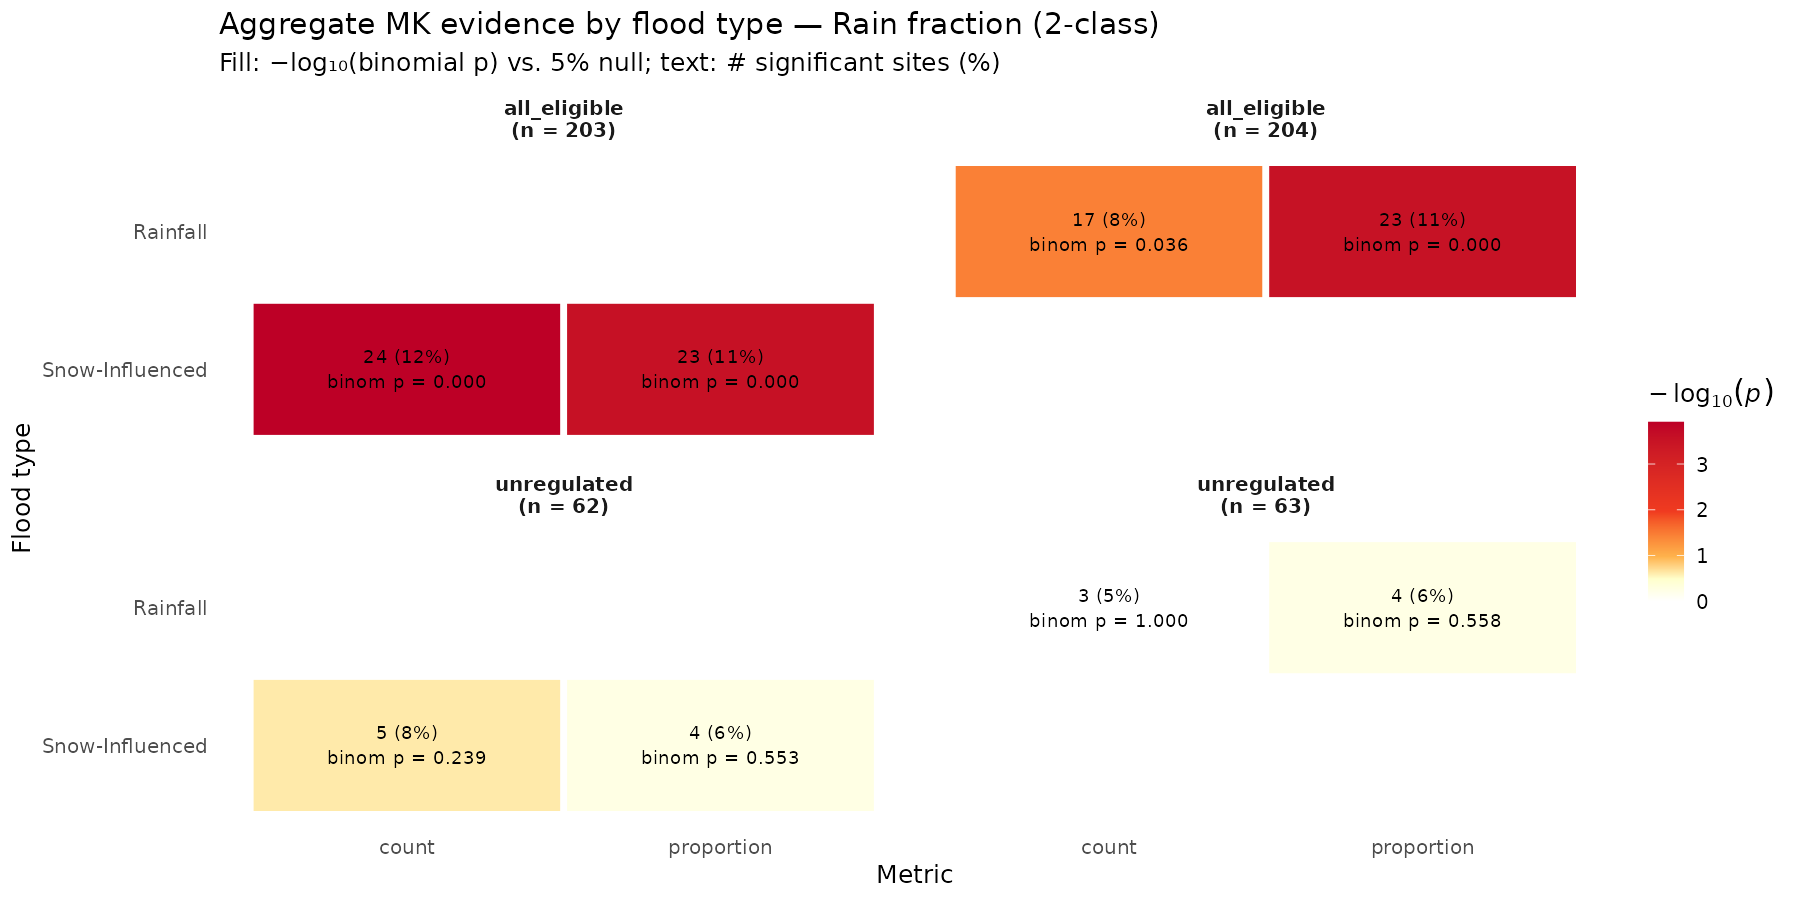 Aggregate MK evidence by flood type — Rain fraction (2-class)
Fill: −log₁₀(binomial p) vs. 5% null; text: # significant sites (%)
all_eligible
(n = 203)
all_eligible
(n = 204)
Rainfall
17 (8%)
binom p = 0.036
23 (11%)
binom p = 0.000
Snow-Influenced
24 (12%)
binom p = 0.000
23 (11%)
binom p = 0.000
unregulated
(n = 62)
unregulated
(n = 63)
Rainfall
3 (5%)
binom p = 1.000
4 (6%)
binom p = 0.558
Snow-Influenced
5 (8%)
binom p = 0.239
4 (6%)
binom p = 0.553
count
proportion
count
proportion
Metric
Flood type
− log₁₀(p)
3
2
1
0